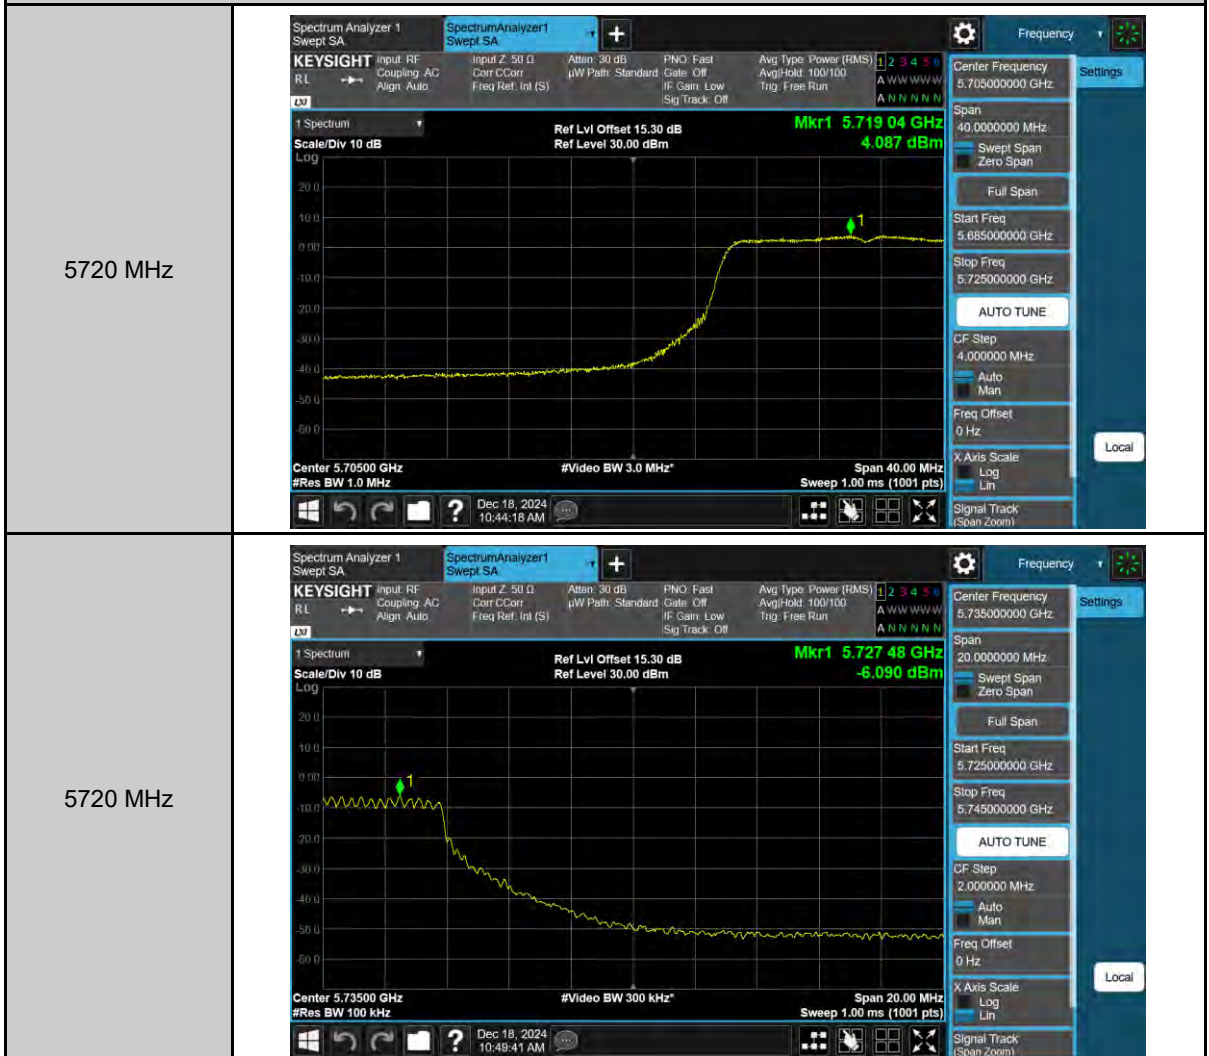 5720 MHz
Spectrum Analyzer 1
Swept SA
SpectrumAnalyzer1
Swept SA
Frequency
KEYSIGHT
RL
LXI
Input: RF
Coupling: AC
Align: Auto
Input Z: 50 Ω
Corr CCorr
Freq Ref: Int (S)
Atten: 30 dB
µW Path: Standard
PNO: Fast
Gate: Off
IF Gain: Low
Sig Track: Off
Avg Type: Power (RMS)
Avg|Hold: 100/100
Trig: Free Run
1 2 3 4 5 6
A W W W W W
A N N N N N
1 Spectrum
Scale/Div 10 dB
Ref Lvl Offset 15.30 dB
Ref Level 30.00 dBm
Mkr1 5.719 04 GHz
4.087 dBm
Log
20.0
10.0
0.00
-10.0
-20.0
-30.0
-40.0
-50.0
-60.0
1
Center 5.70500 GHz
#Res BW 1.0 MHz
#Video BW 3.0 MHz*
Span 40.00 MHz
Sweep 1.00 ms (1001 pts)
Dec 18, 2024
10:44:18 AM
Center Frequency
5.705000000 GHz
Span
40.0000000 MHz
Swept Span
Zero Span
Full Span
Start Freq
5.685000000 GHz
Stop Freq
5.725000000 GHz
AUTO TUNE
CF Step
4.000000 MHz
Auto
Man
Freq Offset
0 Hz
X Axis Scale
Log
Lin
Signal Track
(Span Zoom)
Settings
Local
5720 MHz
Spectrum Analyzer 1
Swept SA
SpectrumAnalyzer1
Swept SA
Frequency
KEYSIGHT
RL
LXI
Input: RF
Coupling: AC
Align: Auto
Input Z: 50 Ω
Corr CCorr
Freq Ref: Int (S)
Atten: 30 dB
µW Path: Standard
PNO: Fast
Gate: Off
IF Gain: Low
Sig Track: Off
Avg Type: Power (RMS)
Avg|Hold: 100/100
Trig: Free Run
1 2 3 4 5 6
A W W W W W
A N N N N N
1 Spectrum
Scale/Div 10 dB
Ref Lvl Offset 15.30 dB
Ref Level 30.00 dBm
Mkr1 5.727 48 GHz
-6.090 dBm
Log
20.0
10.0
0.00
-10.0
-20.0
-30.0
-40.0
-50.0
-60.0
1
Center 5.73500 GHz
#Res BW 100 kHz
#Video BW 300 kHz*
Span 20.00 MHz
Sweep 1.00 ms (1001 pts)
Dec 18, 2024
10:49:41 AM
Center Frequency
5.735000000 GHz
Span
20.0000000 MHz
Swept Span
Zero Span
Full Span
Start Freq
5.725000000 GHz
Stop Freq
5.745000000 GHz
AUTO TUNE
CF Step
2.000000 MHz
Auto
Man
Freq Offset
0 Hz
X Axis Scale
Log
Lin
Signal Track
(Span Zoom)
Settings
Local